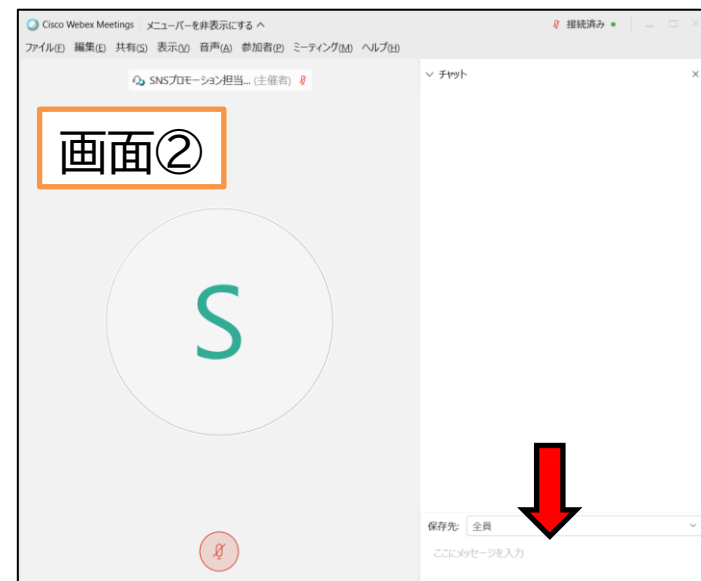 Cisco Webex Meetings メニューバーを非表示にする 接続済み
ファイル(F) 編集(E) 共有(S) 表示(V) 音声(A) 参加者(P) ミーティング(M) ヘルプ(H)
SNSプロモーション担当... (主催者)
チャット
画面②
S
保存先: 全員
ここにメッセージを入力